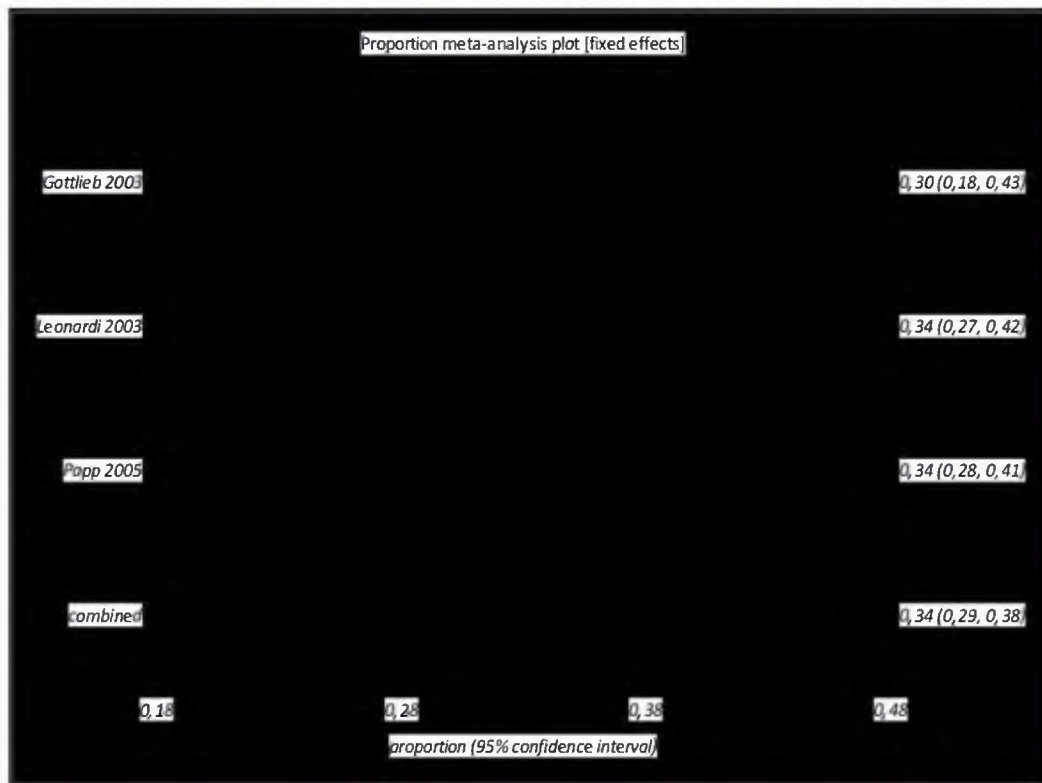 Proportion meta-analysis plot [fixed effects]
Gottlieb 2003 0,30 (0,18, 0,43)
Leonardi 2003 0,34 (0,27, 0,42)
Papp 2005 0,34 (0,28, 0,41)
combined 0,34 (0,29, 0,38)
0,18 0,28 0,38 0,48
proportion (95% confidence interval)